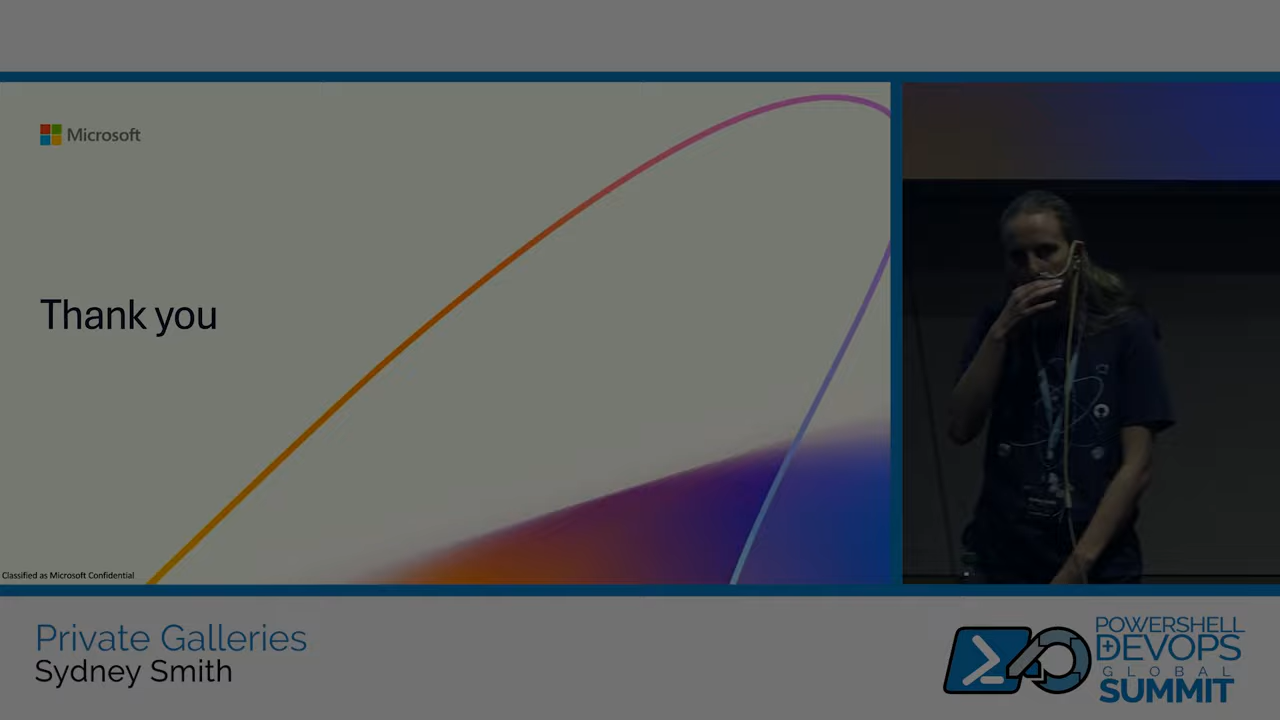 Microsoft
Thank you
Classified as Microsoft Confidential
Private Galleries
Sydney Smith
POWERSHELL
+DEVOPS
GLOBAL
SUMMIT